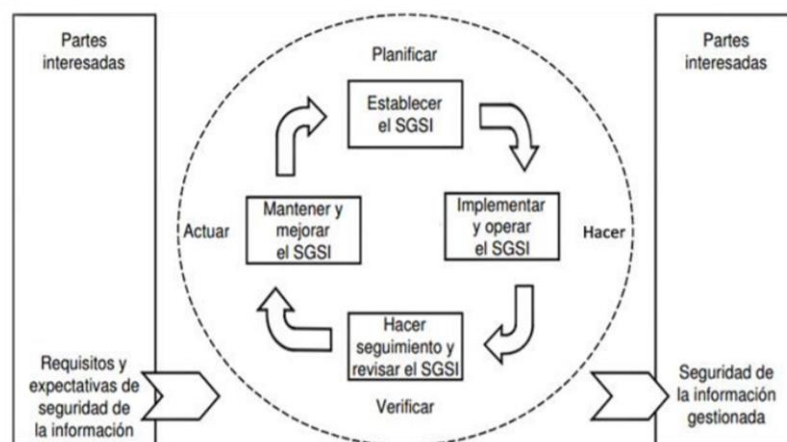 Partes
interesadas
Requisitos y
expectativas de
seguridad de
la información
Planificar
Establecer
el SGSI
Actuar
Mantener y
mejorar
el SGSI
Implementar
y operar
el SGSI
Hacer
Hacer
seguimiento y
revisar el SGSI
Verificar
Partes
interesadas
Seguridad de
la información
gestionada